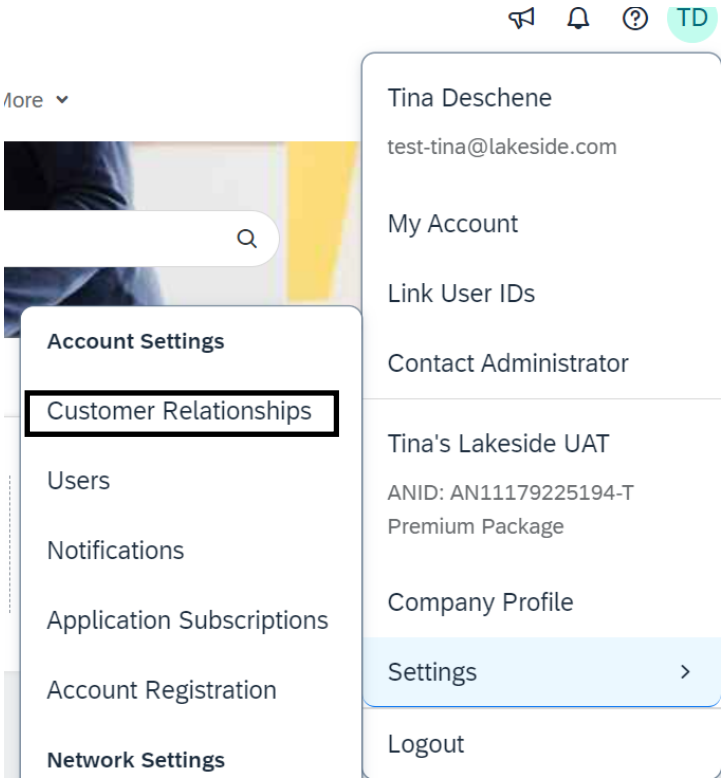 TD
More
Tina Deschene
test-tina@lakeside.com
My Account
Link User IDs
Contact Administrator
Tina's Lakeside UAT
ANID: AN11179225194-T
Premium Package
Company Profile
Settings
Logout
Account Settings
Customer Relationships
Users
Notifications
Application Subscriptions
Account Registration
Network Settings